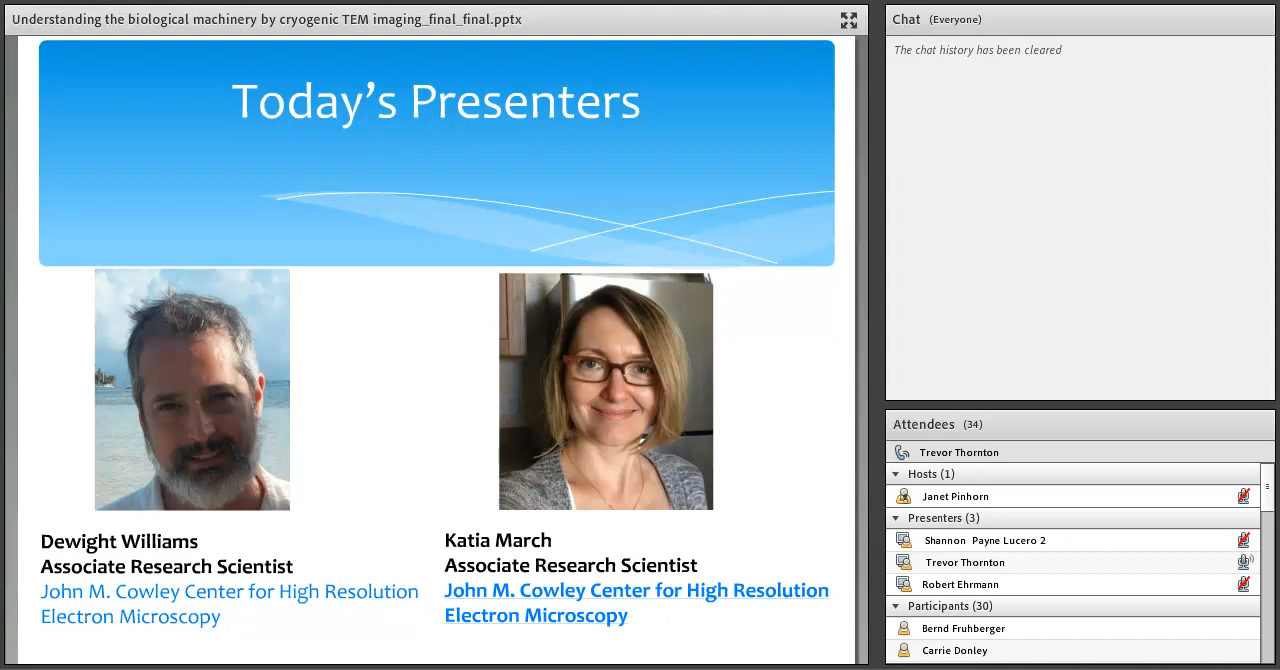 Understanding the biological machinery by cryogenic TEM imaging_final_final.pptx
Today’s Presenters
Dewight Williams
Associate Research Scientist
John M. Cowley Center for High Resolution
Electron Microscopy
Katia March
Associate Research Scientist
John M. Cowley Center for High Resolution
Electron Microscopy
Chat (Everyone)
The chat history has been cleared
Attendees (34)
Trevor Thornton
Hosts (1)
Janet Pinhorn
Presenters (3)
Shannon Payne Lucero 2
Trevor Thornton
Robert Ehrmann
Participants (30)
Bernd Fruhberger
Carrie Donley